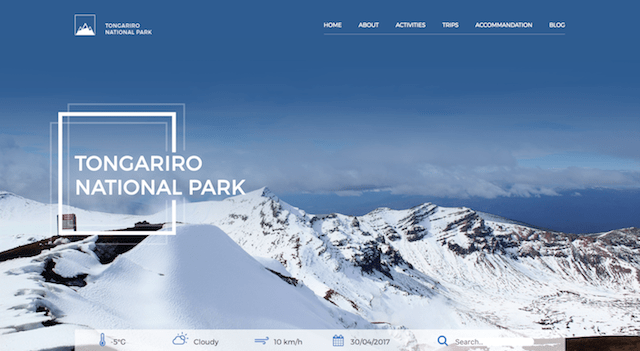 TONGARIRO
NATIONAL PARK
HOME ABOUT ACTIVITIES TRIPS ACCOMMANDATION BLOG
TONGARIRO
NATIONAL PARK
-5°C Cloudy 10 km/h 30/04/2017 Search...